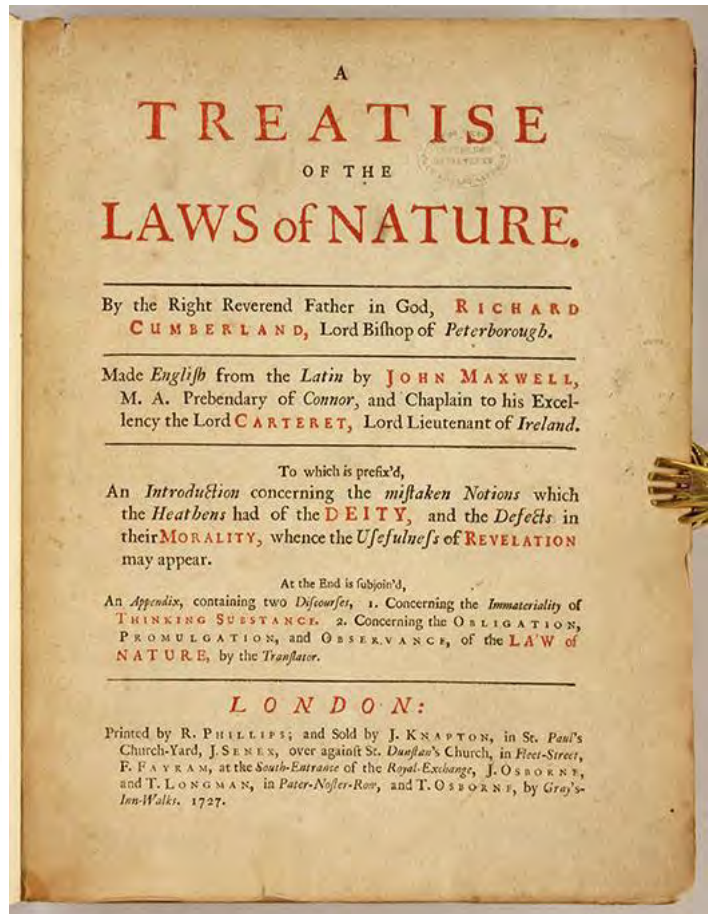 A
TREATISE
OF THE
LAWS of NATURE.
By the Right Reverend Father in God, RICHARD
CUMBERLAND, Lord Biſhop of Peterborough.
Made Engliſh from the Latin by JOHN MAXWELL,
M. A. Prebendary of Connor, and Chaplain to his Excel-
lency the Lord CARTERET, Lord Lieutenant of Ireland.
To which is prefix'd,
An Introduction concerning the miſtaken Notions which
the Heathens had of the DEITY, and the Defects in
their MORALITY, whence the Uſefulneſs of REVELATION
may appear.
At the End is ſubjoin'd,
An Appendix, containing two Diſcourſes, 1. Concerning the Immateriality of
THINKING SUBSTANCE. 2. Concerning the OBLIGATION,
PROMULGATION, and OBSERVANCE, of the LAW of
NATURE, by the Tranſlator.
LONDON:
Printed by R. PHILLIPS; and Sold by J. KNAPTON, in St. Paul's
Church-Yard, J. SENEX, over againſt St. Dunſtan's Church, in Fleet-Street,
F. FAYRAM, at the South-Entrance of the Royal-Exchange, J. OSBORNE,
and T. LONGMAN, in Pater-Noſter-Row, and T. OSBORNE, by Gray's-
Inn-Walks. 1727.